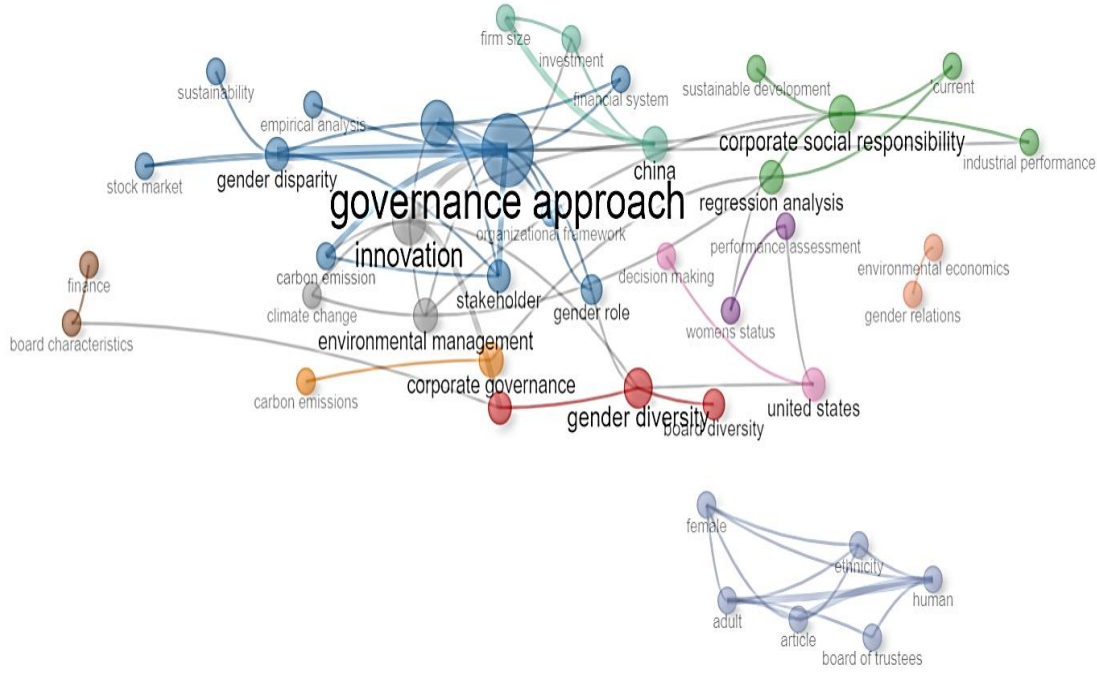 firm size
investment
sustainability
financial system
sustainable development
'current
empirical analysis
corporate social responsibility
industrial performance
china
stock market
gender disparity
governance approach
regression analysis
organizational framework
performance assessment
innovation
environmental economics
carbon emission
decision making
finance
stakeholder
climate change
gender role
gender relations
womens status
environmental management
board characteristics
corporate governance
carbon emissions
united states
gender diversity
board diversity
female
ethnicity
human
adult
article
board of trustees